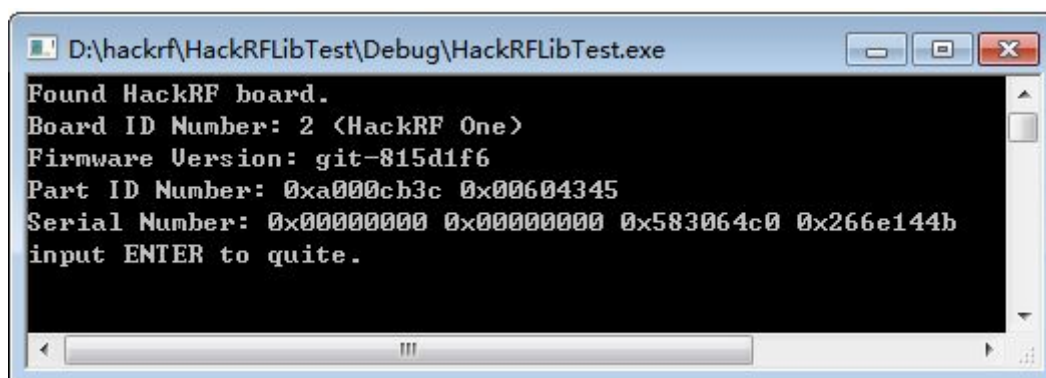 D:\hackrf\HackRFLibTest\Debug\HackRFLibTest.exe
Found HackRF board.
Board ID Number: 2 (HackRF One)
Firmware Version: git-815d1f6
Part ID Number: 0xa000cb3c 0x00604345
Serial Number: 0x00000000 0x00000000 0x583064c0 0x266e144b
input ENTER to quite.